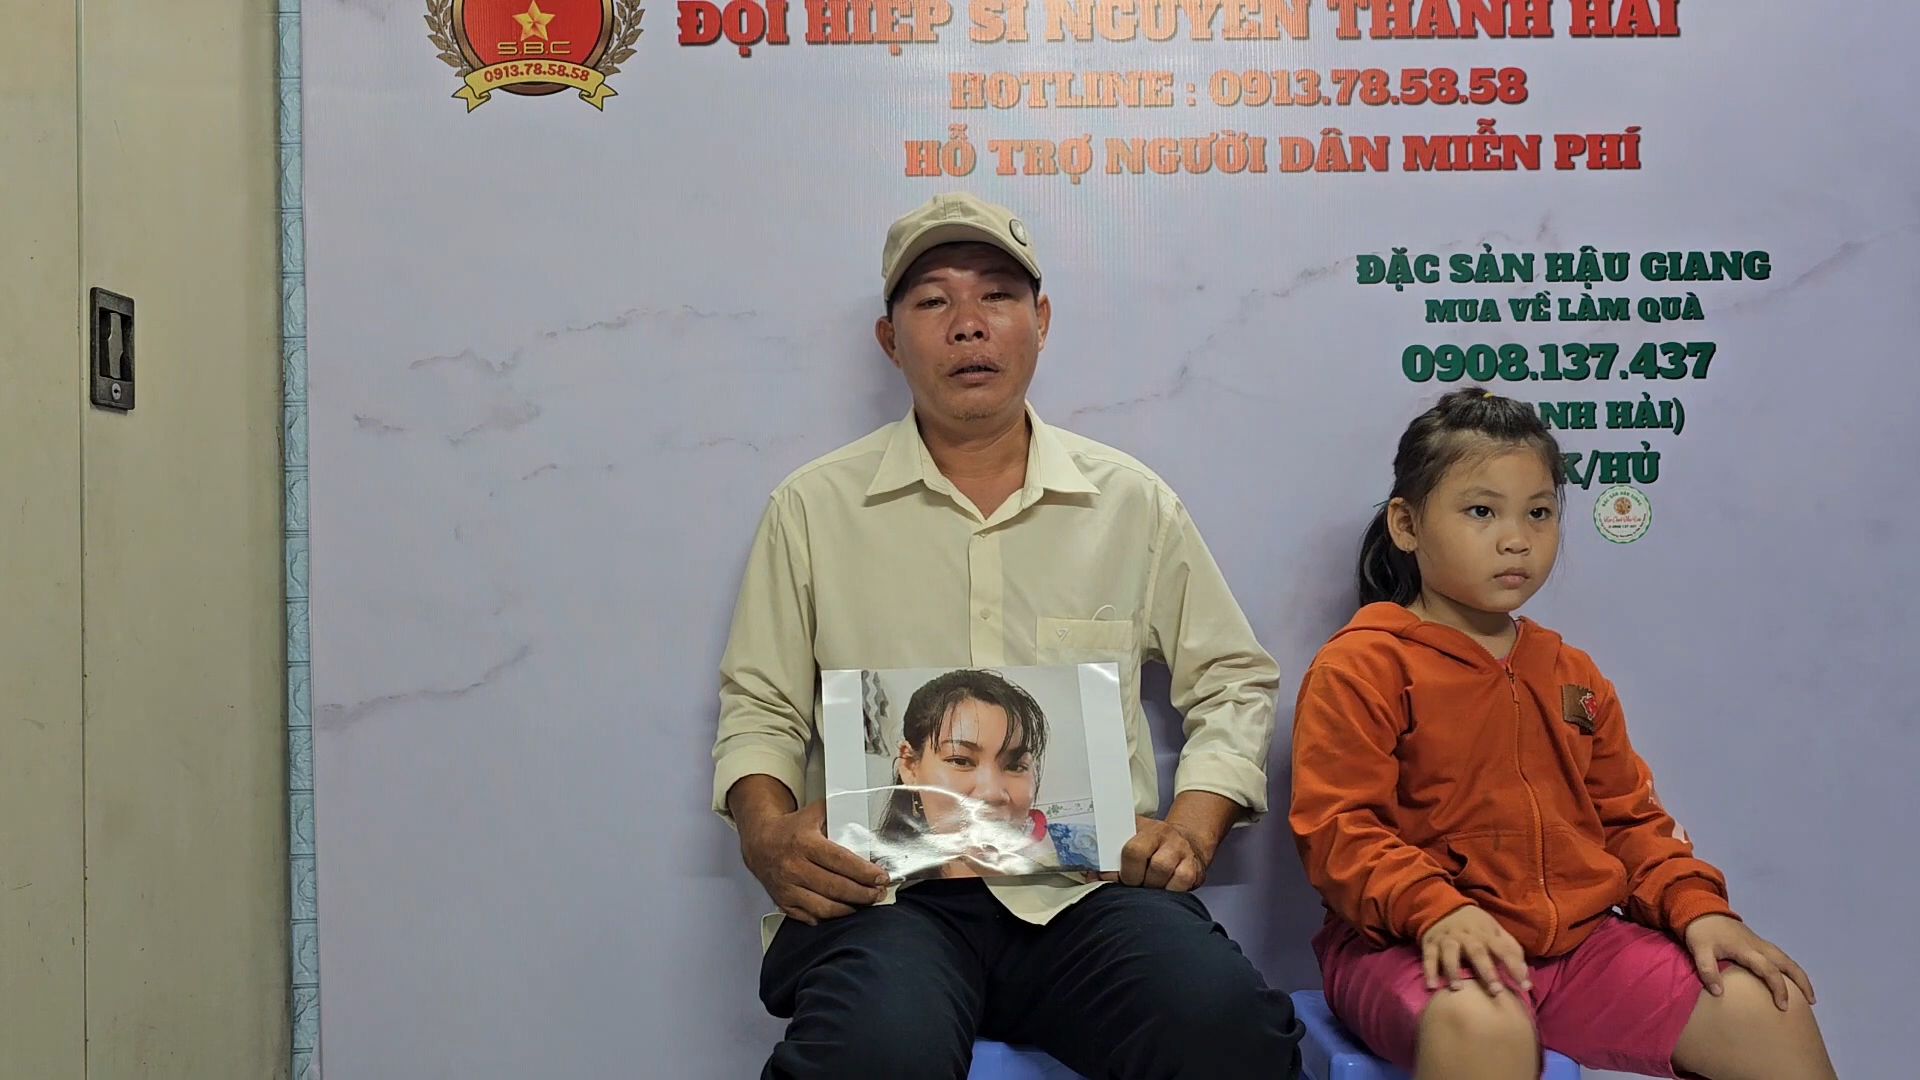 S.B.C
0913.78.58.58
ĐỘI HIỆP SĨ NGUYỄN THANH HẢI
HOTLINE : 0913.78.58.58
HỖ TRỢ NGƯỜI DÂN MIỄN PHÍ
ĐẶC SẢN HẬU GIANG
MUA VỀ LÀM QUÀ
0908.137.437
ANH HẢI)
K/HỦ